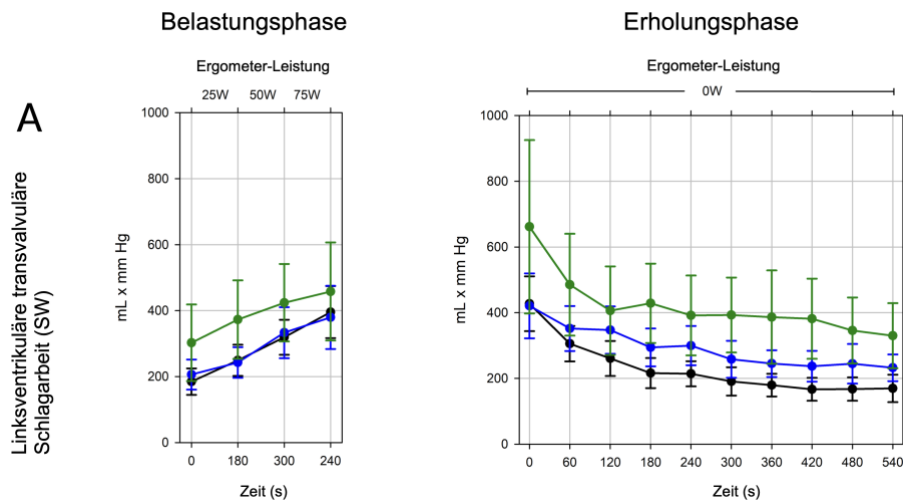 Belastungsphase
Erholungsphase
Ergometer-Leistung
25W 50W 75W
Ergometer-Leistung
0W
A
Linksventrikuläre transvalvuläre
Schlagarbeit (SW)
mL x mm Hg
1000
800
600
400
200
0
0 180 300 240
Zeit (s)
mL x mm Hg
1000
800
600
400
200
0
0 60 120 180 240 300 360 420 480 540
Zeit (s)